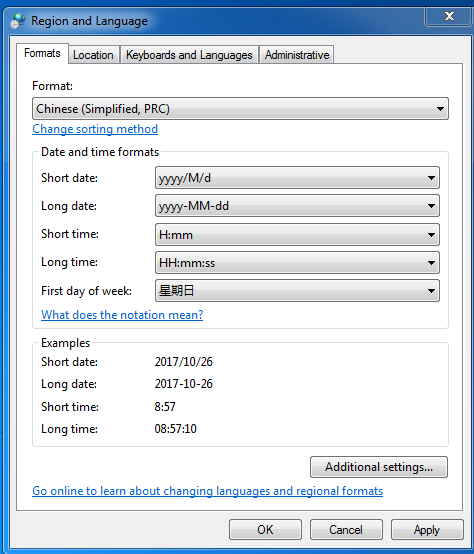 Region and Language
Formats Location Keyboards and Languages Administrative
Format:
Chinese (Simplified, PRC)
Change sorting method
Date and time formats
Short date: yyyy/M/d
Long date: yyyy-MM-dd
Short time: H:mm
Long time: HH:mm:ss
First day of week: 星期日
What does the notation mean?
Examples
Short date: 2017/10/26
Long date: 2017-10-26
Short time: 8:57
Long time: 08:57:10
Additional settings...
Go online to learn about changing languages and regional formats
OK Cancel Apply